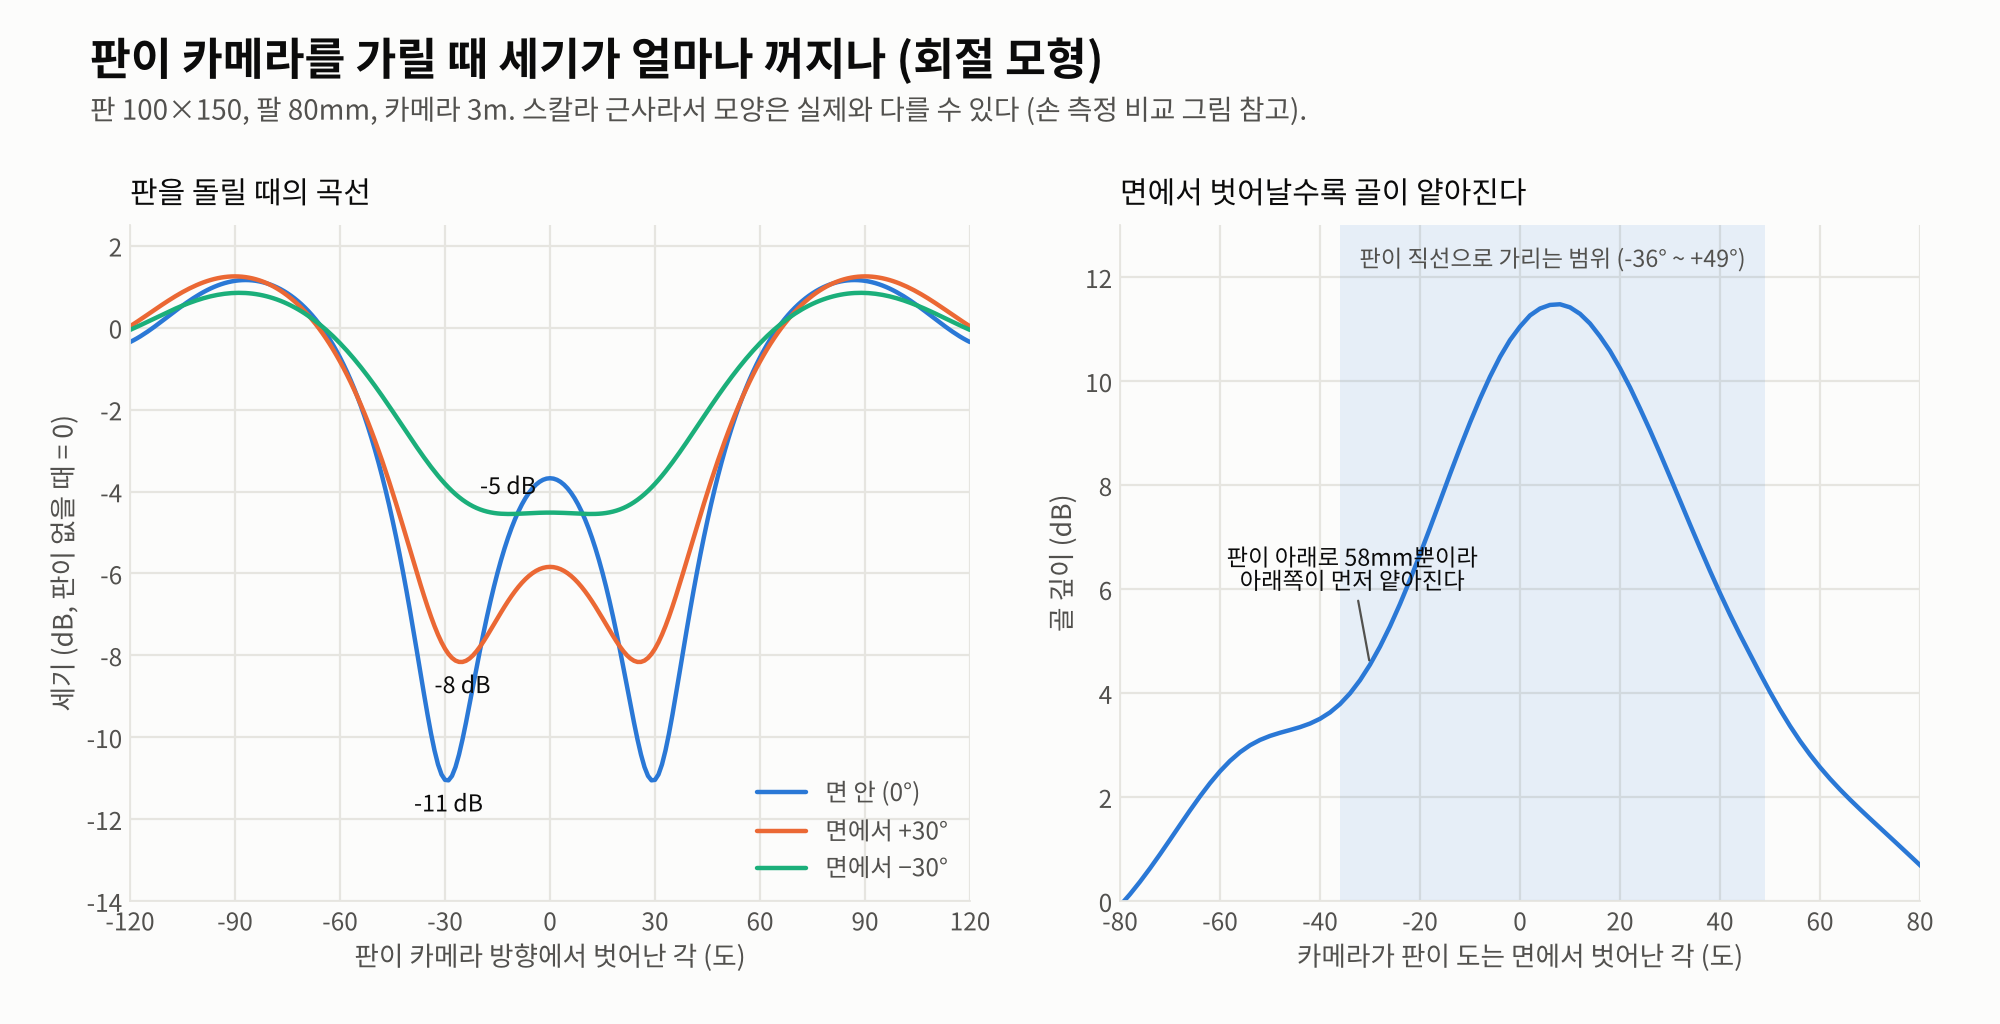 판이 카메라를 가릴 때 세기가 얼마나 꺼지나 (회절 모형)
판 100×150, 팔 80mm, 카메라 3m. 스칼라 근사라서 모양은 실제와 다를 수 있다 (손 측정 비교 그림 참고).
판을 돌릴 때의 곡선
세기 (dB, 판이 없을 때 = 0)
2
0
-2
-4
-6
-8
-10
-12
-14
-5 dB
-8 dB
-11 dB
면 안 (0°)
면에서 +30°
면에서 −30°
-120 -90 -60 -30 0 30 60 90 120
판이 카메라 방향에서 벗어난 각 (도)
면에서 벗어날수록 골이 얕아진다
골 깊이 (dB)
판이 직선으로 가리는 범위 (-36° ~ +49°)
12
10
8
6
4
2
0
판이 아래로 58mm뿐이라
아래쪽이 먼저 얕아진다
-80 -60 -40 -20 0 20 40 60 80
카메라가 판이 도는 면에서 벗어난 각 (도)